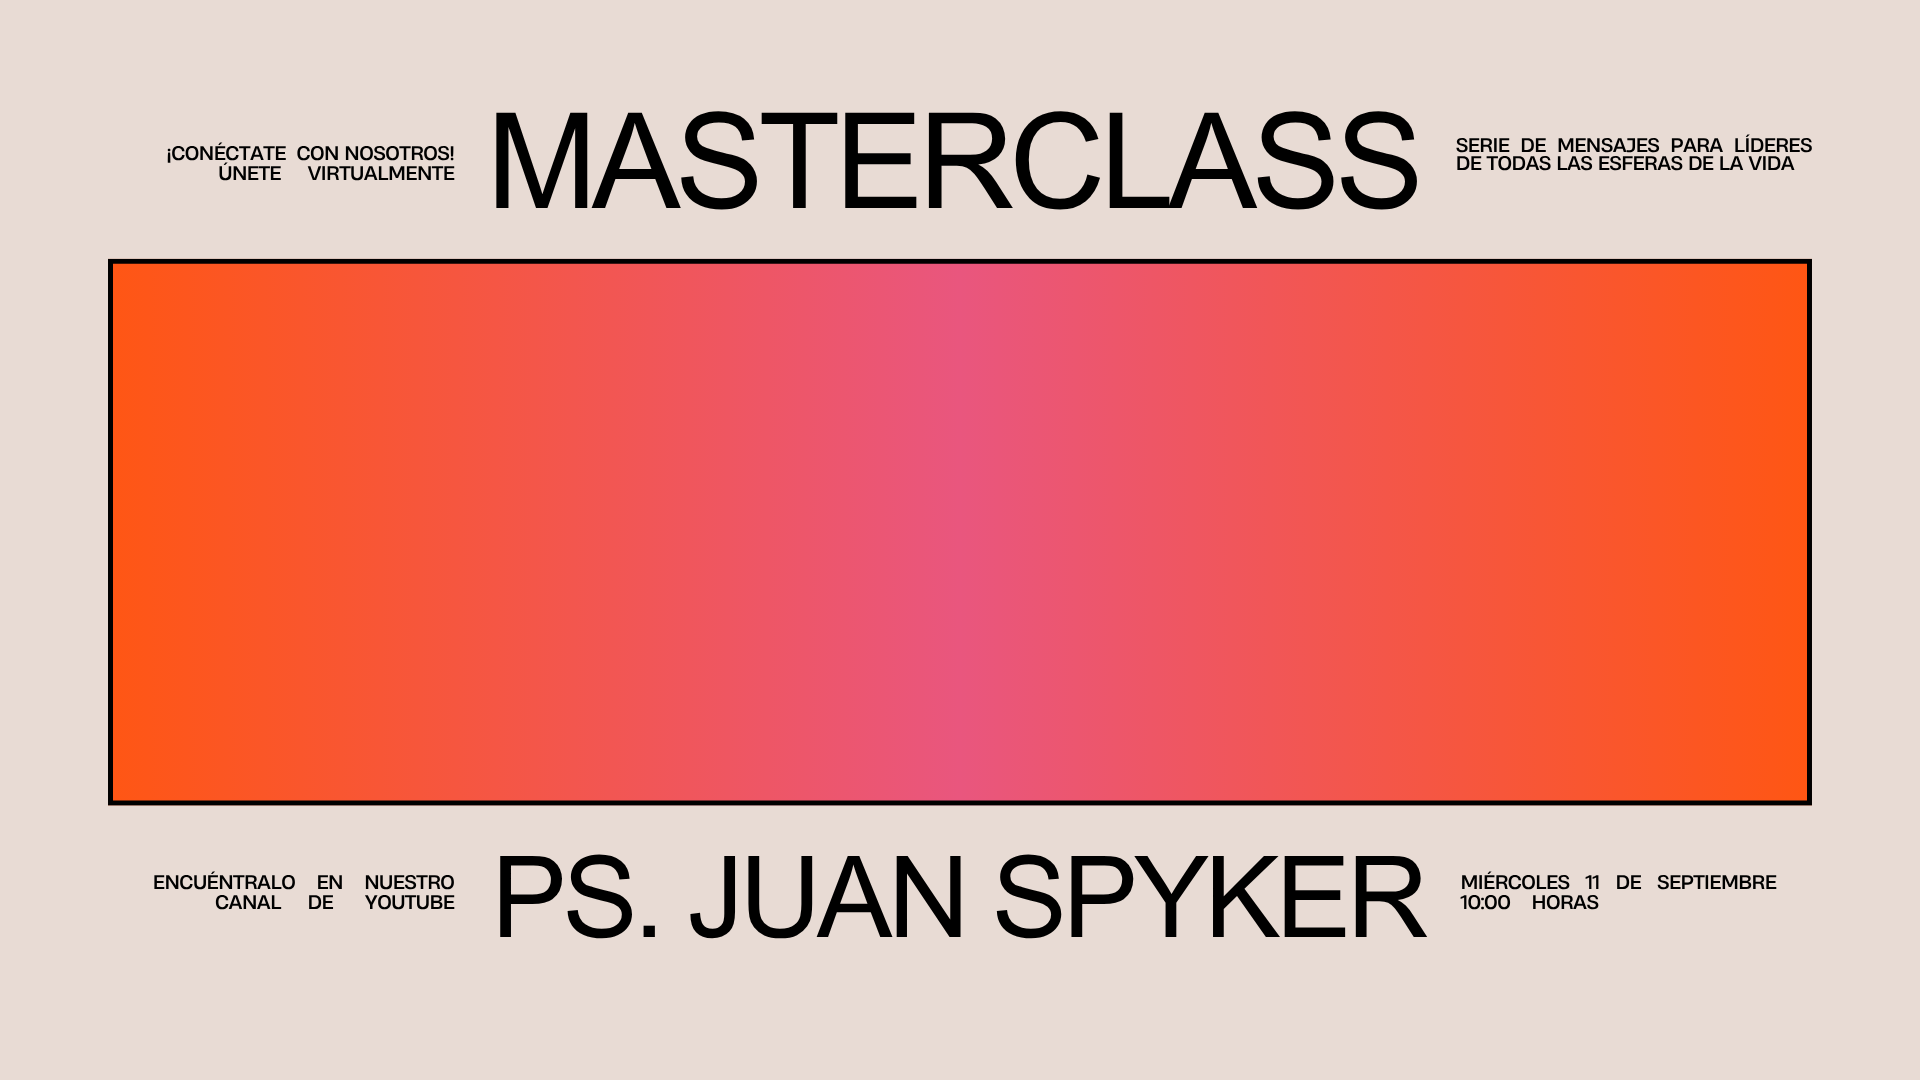 ¡CONÉCTATE CON NOSOTROS!
ÚNETE VIRTUALMENTE
MASTERCLASS
SERIE DE MENSAJES PARA LÍDERES
DE TODAS LAS ESFERAS DE LA VIDA
ENCUÉNTRALO EN NUESTRO
CANAL DE YOUTUBE
PS. JUAN SPYKER
MIÉRCOLES 11 DE SEPTIEMBRE
10:00 HORAS